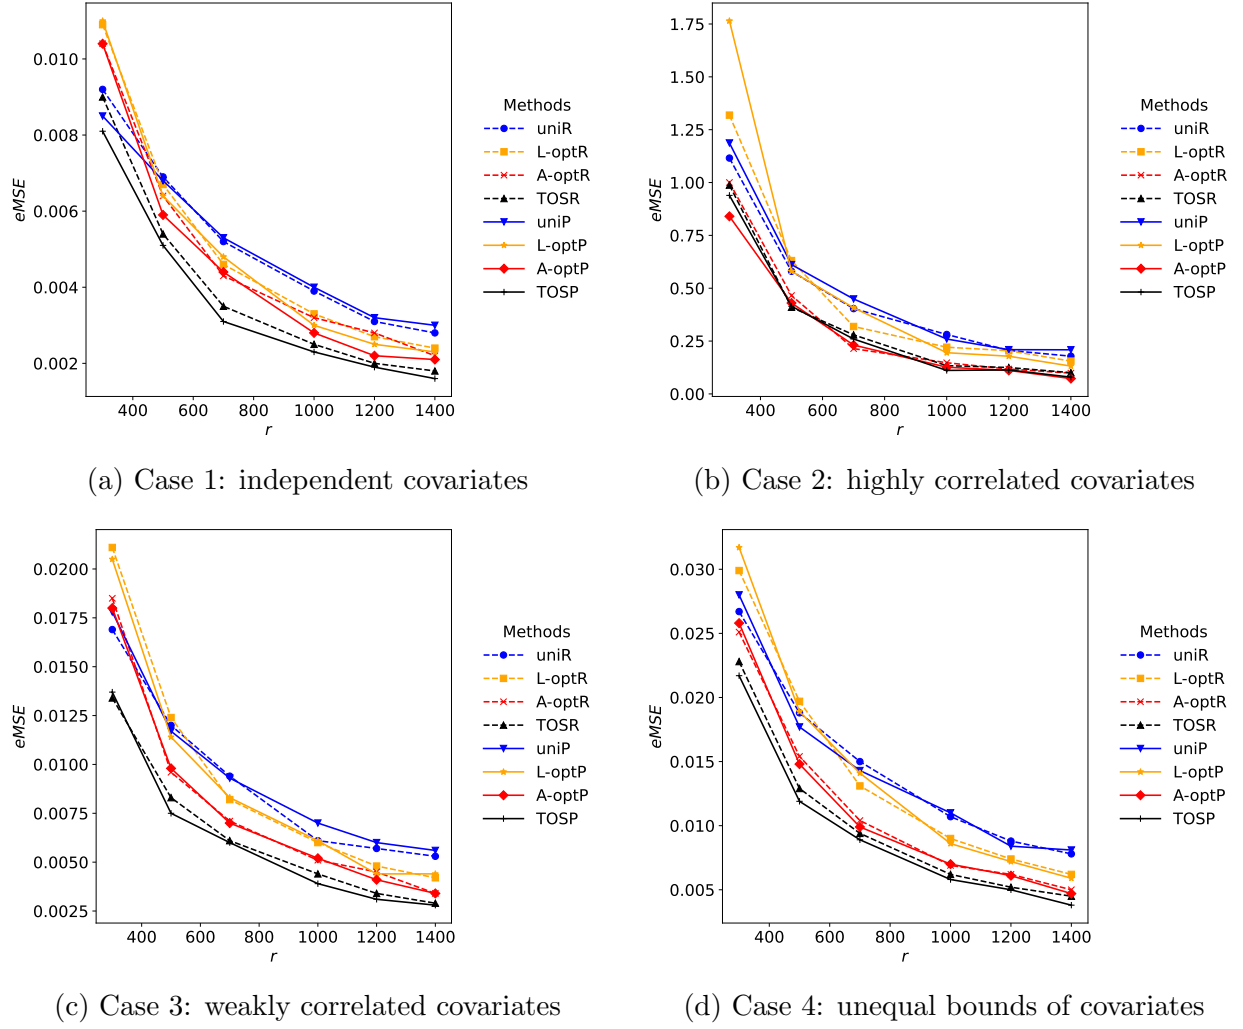 0.010
0.008
0.006
0.004
0.002
eMSE
400 600 800 1000 1200 1400
r
Methods
uniR
L-optR
A-optR
TOSR
uniP
L-optP
A-optP
TOSP
(a) Case 1: independent covariates
1.75
1.50
1.25
1.00
0.75
0.50
0.25
0.00
eMSE
400 600 800 1000 1200 1400
r
Methods
uniR
L-optR
A-optR
TOSR
uniP
L-optP
A-optP
TOSP
(b) Case 2: highly correlated covariates
0.0200
0.0175
0.0150
0.0125
0.0100
0.0075
0.0050
0.0025
eMSE
400 600 800 1000 1200 1400
r
Methods
uniR
L-optR
A-optR
TOSR
uniP
L-optP
A-optP
TOSP
(c) Case 3: weakly correlated covariates
0.030
0.025
0.020
0.015
0.010
0.005
eMSE
400 600 800 1000 1200 1400
r
Methods
uniR
L-optR
A-optR
TOSR
uniP
L-optP
A-optP
TOSP
(d) Case 4: unequal bounds of covariates